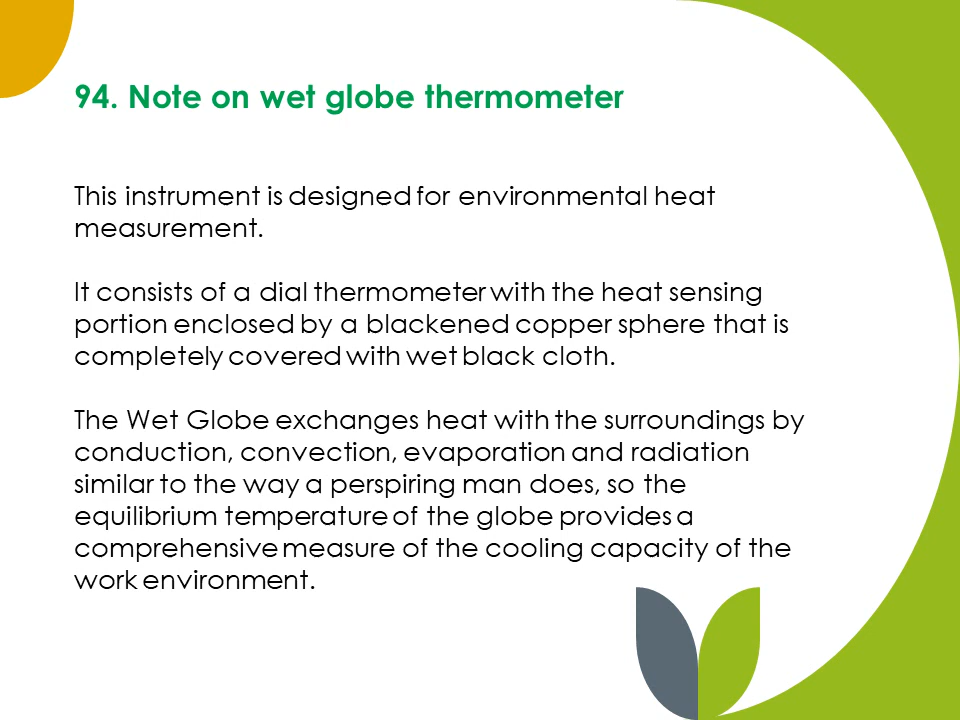 94. Note on wet globe thermometer
This instrument is designed for environmental heat
measurement.
It consists of a dial thermometer with the heat sensing
portion enclosed by a blackened copper sphere that is
completely covered with wet black cloth.
The Wet Globe exchanges heat with the surroundings by
conduction, convection, evaporation and radiation
similar to the way a perspiring man does, so the
equilibrium temperature of the globe provides a
comprehensive measure of the cooling capacity of the
work environment.